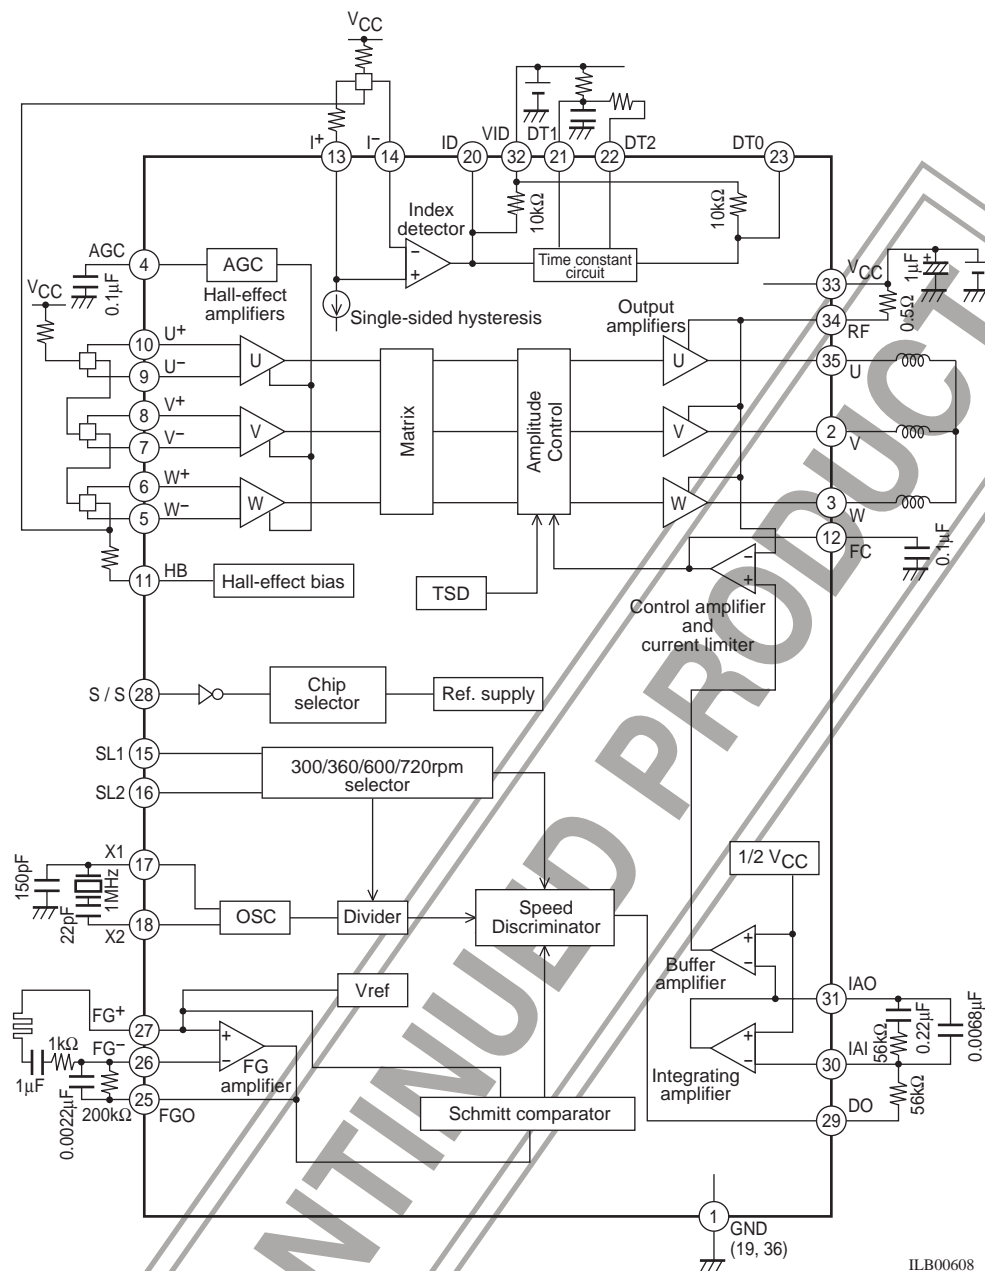 VCC
I+
I−
ID
VID
DT1
DT2
DT0
13
14
20
32
21
22
23
10kΩ
10kΩ
Index
detector
Time constant
circuit
AGC
4
AGC
0.1µF
Hall-effect
amplifiers
Single-sided hysteresis
Output
amplifiers
33
VCC
1µF
+
0.5Ω
34
RF
VCC
10
U+
9
U−
8
V+
7
V−
6
W+
5
W−
U
V
W
Matrix
Amplitude
Control
U
V
W
35
U
2
V
3
W
12
FC
0.1µF
11
HB
Hall-effect bias
TSD
−
+
Control amplifier
and
current limiter
S / S
28
Chip
selector
Ref. supply
SL1
15
SL2
16
300/360/600/720rpm
selector
X1
17
150pF
1MHz
22pF
18
X2
OSC
Divider
Speed
Discriminator
1/2 VCC
+
−
Buffer
amplifier
Vref
FG+
27
FG−
26
1kΩ
1µF
0.0022µF
200kΩ
25
FGO
+
−
FG
amplifier
Schmitt comparator
+
−
Integrating
amplifier
31
IAO
30
IAI
29
DO
56kΩ
0.22µF
0.0068µF
56kΩ
1
GND
(19, 36)
NTINUED PRODUCT
ILB00608